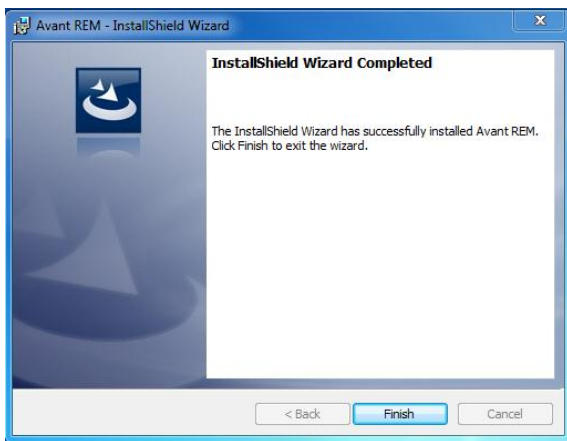 Avant REM - InstallShield Wizard
InstallShield Wizard Completed
The InstallShield Wizard has successfully installed Avant REM.
Click Finish to exit the wizard.
< Back
Finish
Cancel